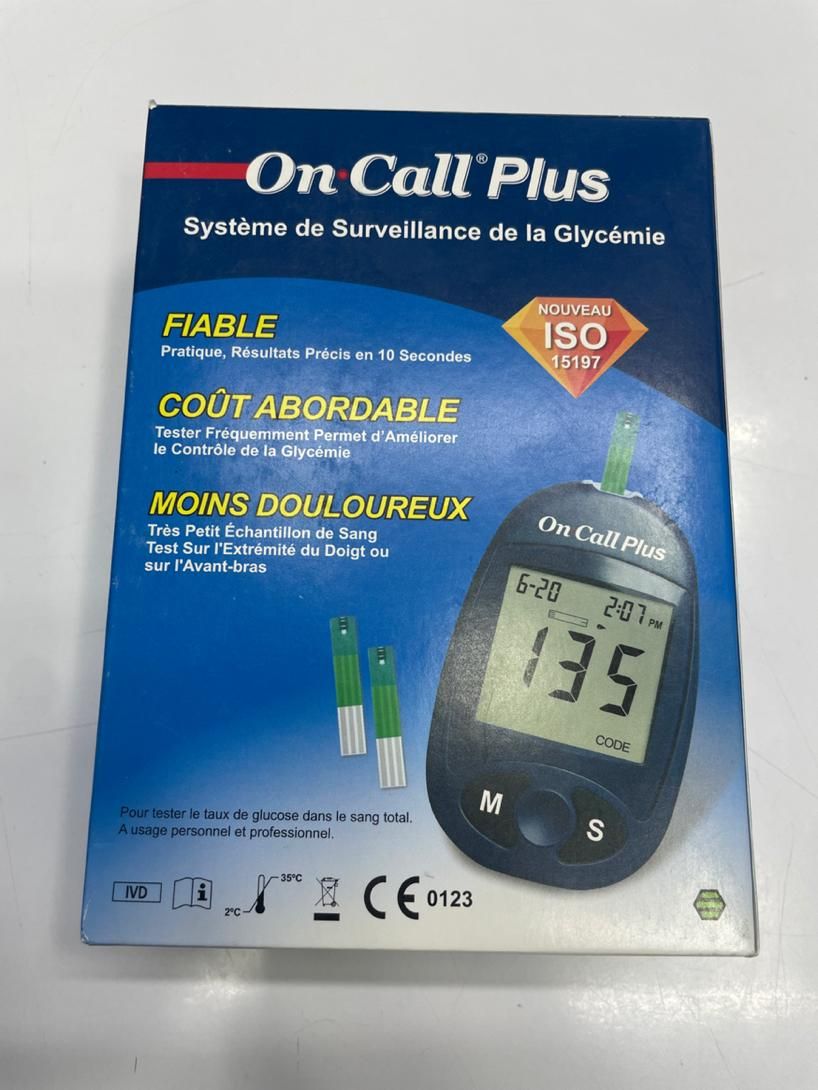 On Call® Plus
Système de Surveillance de la Glycémie
FIABLE
Pratique, Résultats Précis en 10 Secondes
NOUVEAU
ISO
15197
COÛT ABORDABLE
Tester Fréquemment Permet d'Améliorer
le Contrôle de la Glycémie
MOINS DOULOUREUX
Très Petit Échantillon de Sang
Test Sur l'Extrémité du Doigt ou
sur l'Avant-bras
On Call Plus
6-20
2:07 PM
135
CODE
M
S
Pour tester le taux de glucose dans le sang total.
A usage personnel et professionnel.
IVD
i
2°C
35°C
CE 0123